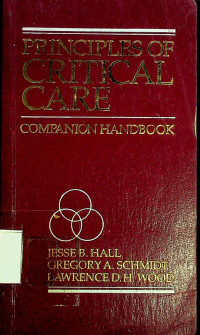 PRINCIPLES OF
CRITICAL
CARE
COMPANION HANDBOOK
JESSE B. HALL
GREGORY A. SCHMIDT
LAWRENCE D.H. WOOD